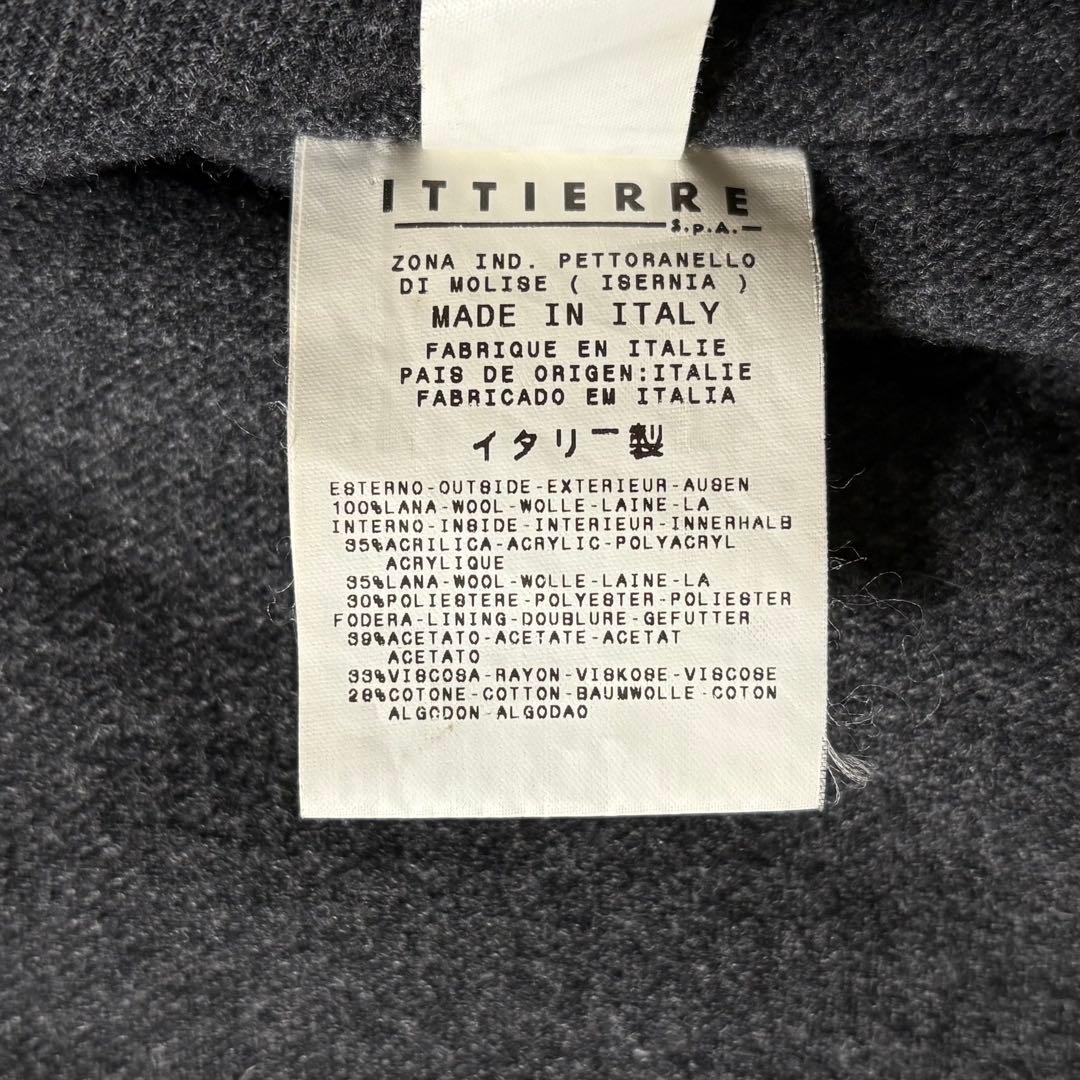 ITTIERRE
S.p.A.
ZONA IND. PETTORANELLO
DI MOLISE ( ISERNIA )
MADE IN ITALY
FABRIQUE EN ITALIE
PAIS DE ORIGEN:ITALIE
FABRICADO EM ITALIA
イタリー製
ESTERNO-OUTSIDE-EXTERIEUR-AUSEN
100%LANA-WOOL-WOLLE-LAINE-LA
INTERNO-INSIDE-INTERIEUR-INNERHALB
35%ACRILICA-ACRYLIC-POLYACRYL
ACRYLIQUE
35%LANA-WOOL-WOLLE-LAINE-LA
30%POLIESTERE-POLYESTER-POLIESTER
FODERA-LINING-DOUBLURE-GEFUTTER
39%ACETATO-ACETATE-ACETAT
ACETATO
33%VISCOSA-RAYON-VISKOSE-VISCOSE
28%COTONE-COTTON-BAUMWOLLE-COTON
ALGODON-ALGODAO